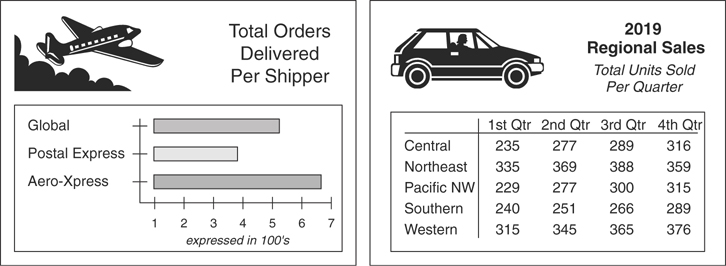 Total Orders
Delivered
Per Shipper
Global
Postal Express
Aero-Xpress
1 2 3 4 5 6 7
expressed in 100's
2019
Regional Sales
Total Units Sold
Per Quarter
1st Qtr 2nd Qtr 3rd Qtr 4th Qtr
Central 235 277 289 316
Northeast 335 369 388 359
Pacific NW 229 277 300 315
Southern 240 251 266 289
Western 315 345 365 376